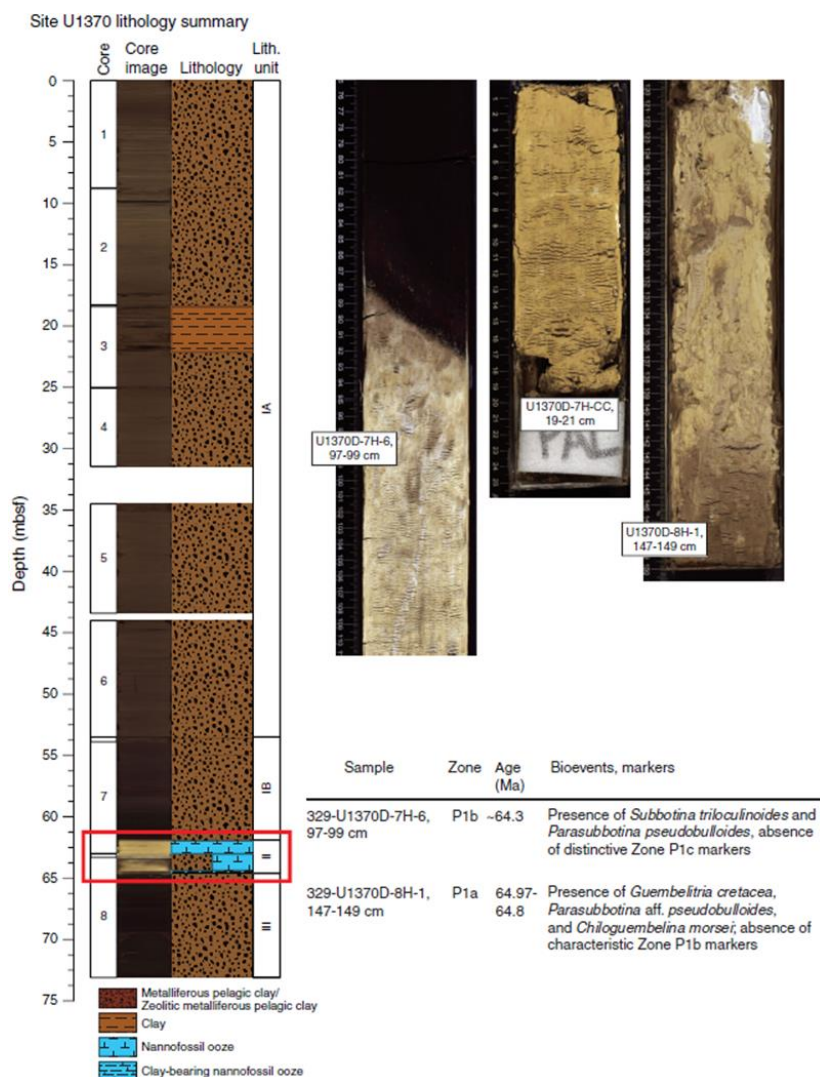 Site U1370 lithology summary
Core
Core image
Lithology
Lith. unit
Depth (mbsf)
0
5
10
15
20
25
30
35
40
45
50
55
60
65
70
75
1
2
3
4
5
6
7
8
IA
IB
II
III
U1370D-7H-6,
97-99 cm
U1370D-7H-CC,
19-21 cm
PAL
U1370D-8H-1,
147-149 cm
Sample Zone Age (Ma) Bioevents, markers
329-U1370D-7H-6, P1b ~64.3 Presence of Subbotina triloculinoides and
97-99 cm Parasubbotina pseudobulloides, absence
of distinctive Zone P1c markers
329-U1370D-8H-1, P1a 64.97- Presence of Guembelitria cretacea,
147-149 cm 64.8 Parasubbotina aff. pseudobulloides,
and Chiloguembelina morsei; absence of
characteristic Zone P1b markers
Metalliferous pelagic clay/
Zeolitic metalliferous pelagic clay
Clay
Nannofossil ooze
Clay-bearing nannofossil ooze